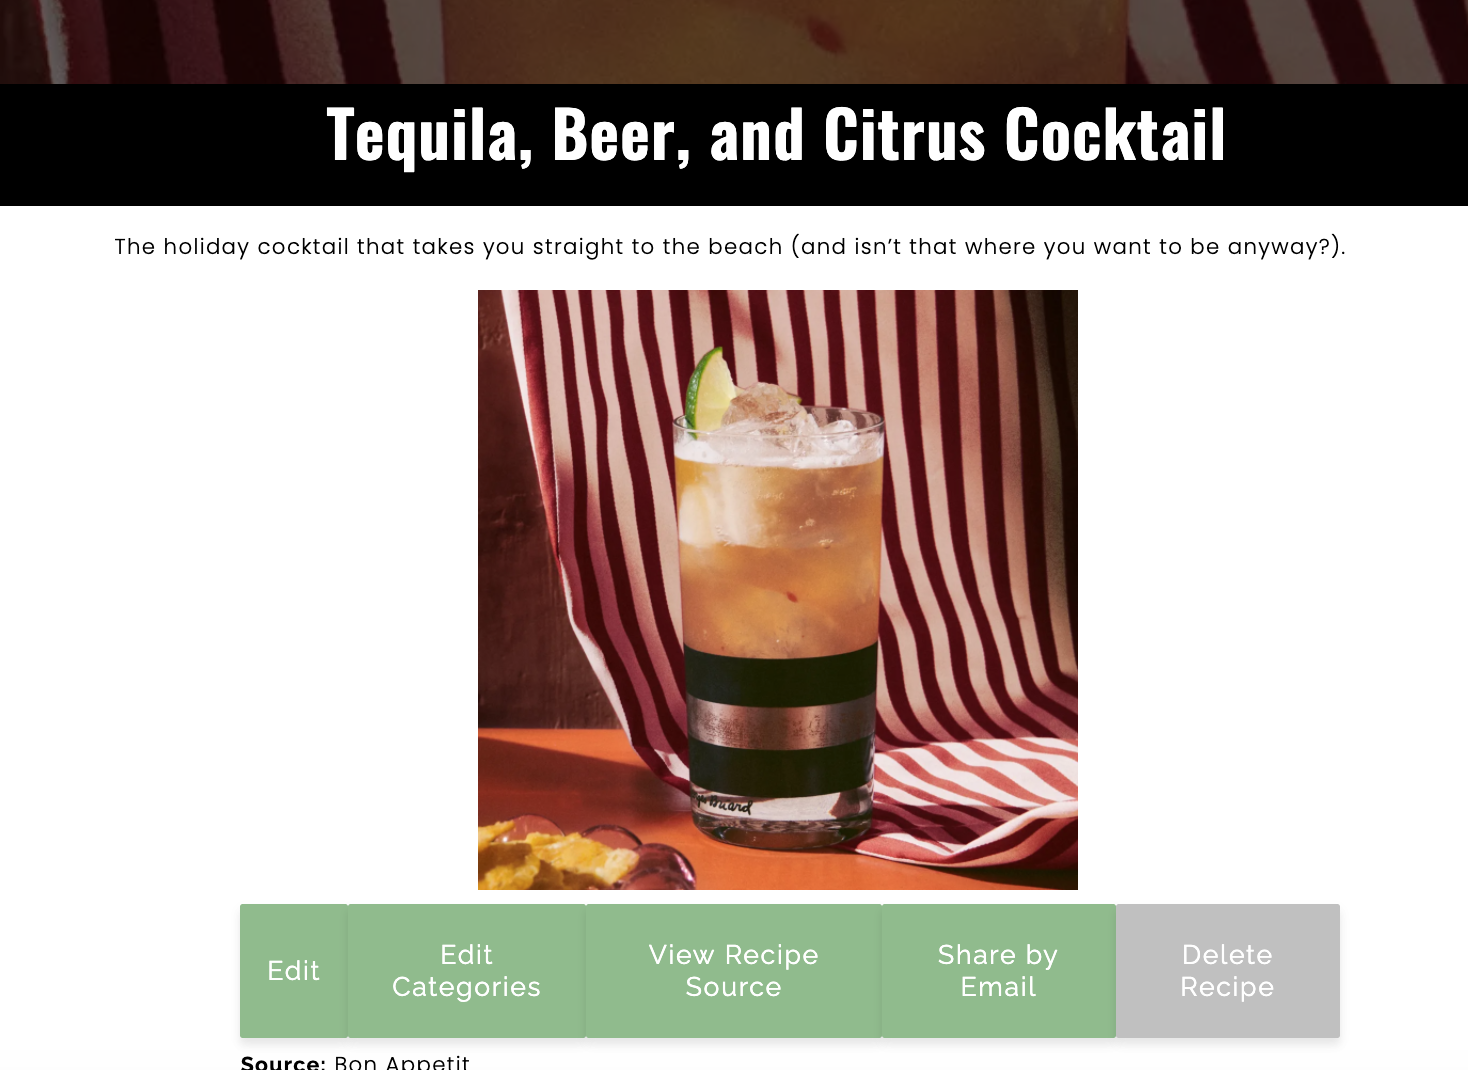 Tequila, Beer, and Citrus Cocktail
The holiday cocktail that takes you straight to the beach (and isn’t that where you want to be anyway?).
Edit
Edit
Categories
View Recipe
Source
Share by
Email
Delete
Recipe
Source: Bon Appetit